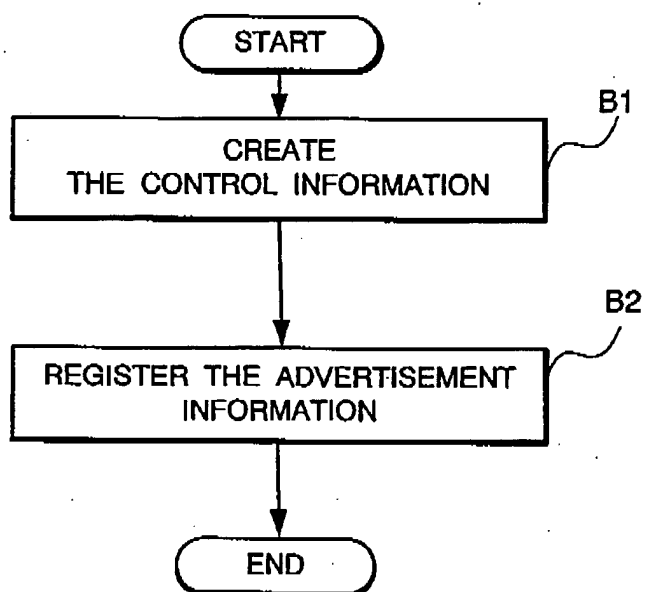 START
B1
CREATE
THE CONTROL INFORMATION
B2
REGISTER THE ADVERTISEMENT
INFORMATION
END